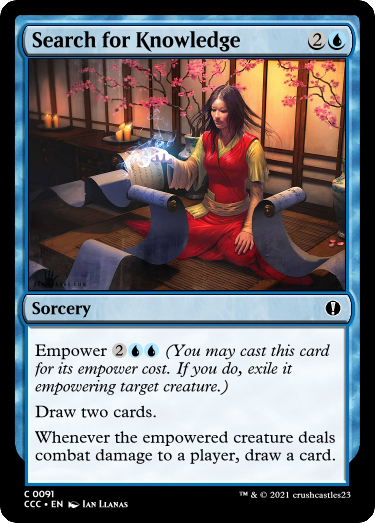 Search for Knowledge 2
Sorcery
Empower 2 (You may cast this card
for its empower cost. If you do, exile it
empowering target creature.)
Draw two cards.
Whenever the empowered creature deals
combat damage to a player, draw a card.
C 0091
CCC • EN Ian Llanas
™ & © 2021 crushcastles23